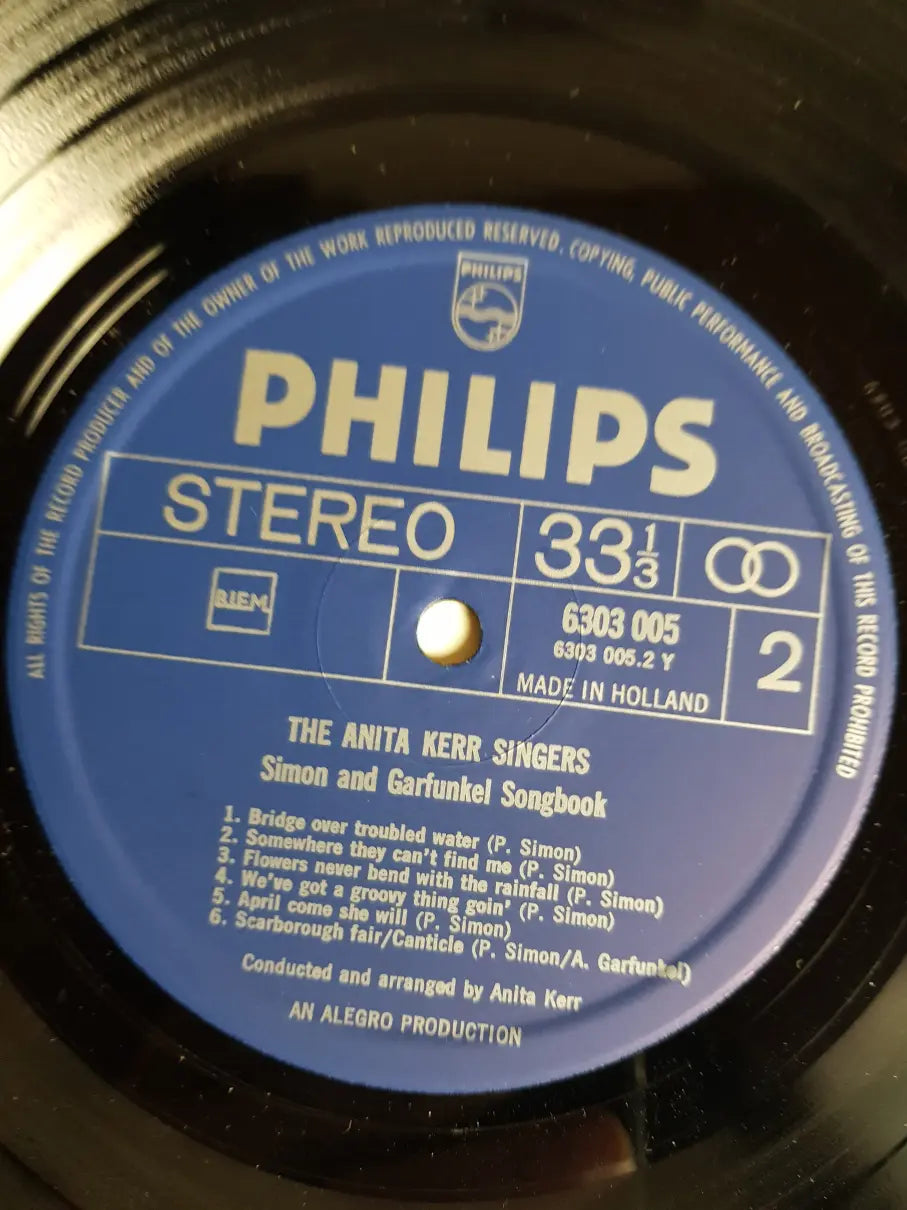 ALL RIGHTS OF THE RECORD PRODUCER AND OF THE OWNER OF THE WORK REPRODUCED RESERVED. COPYING, PUBLIC PERFORMANCE AND BROADCASTING OF THIS RECORD PROHIBITED
PHILIPS
PHILIPS
STEREO 33 1/3
B.I.E.M.
6303 005
6303 005.2 Y
2
MADE IN HOLLAND
THE ANITA KERR SINGERS
Simon and Garfunkel Songbook
1. Bridge over troubled water (P. Simon)
2. Somewhere they can't find me (P. Simon)
3. Flowers never bend with the rainfall (P. Simon)
4. We've got a groovy thing goin' (P. Simon)
5. April come she will (P. Simon)
6. Scarborough fair/Canticle (P. Simon/A. Garfunkel)
Conducted and arranged by Anita Kerr
AN ALEGRO PRODUCTION